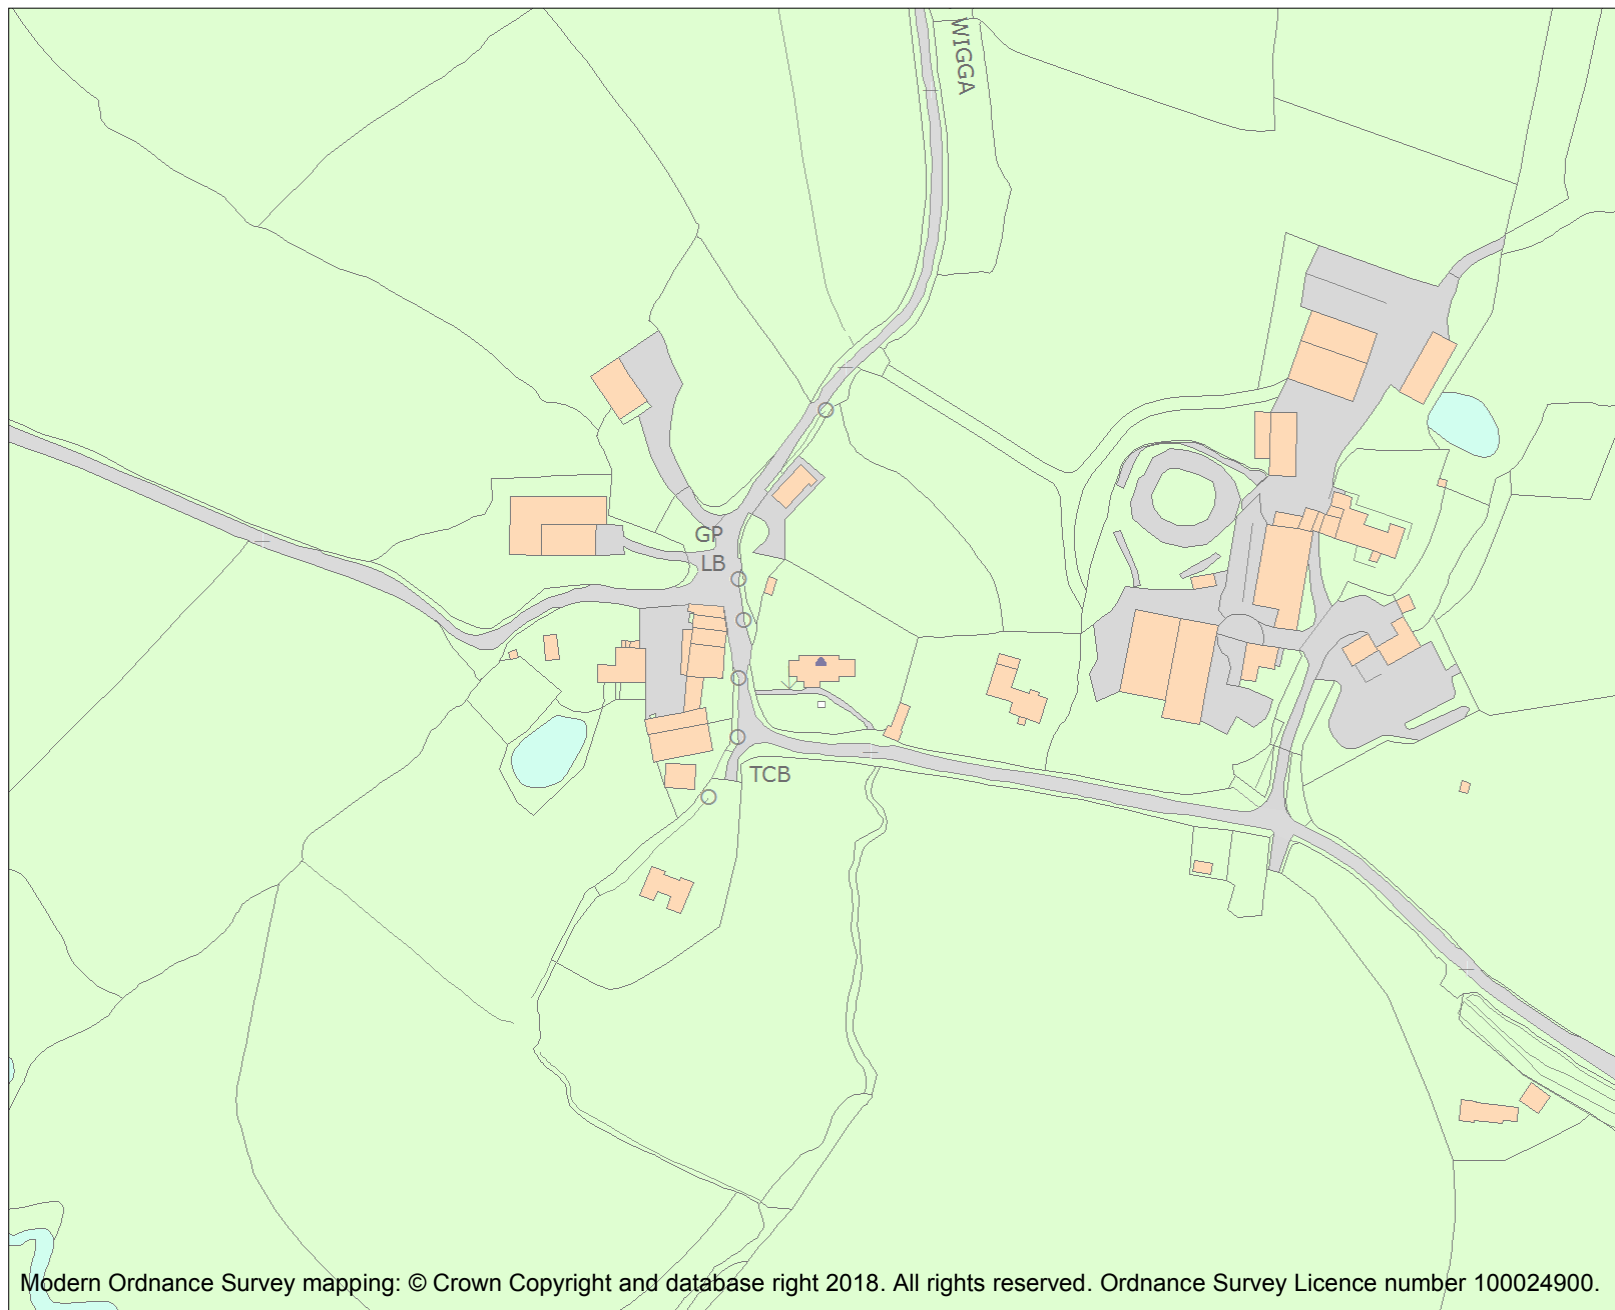 WIGGA
GP
LB
TCB
Modern Ordnance Survey mapping: © Crown Copyright and database right 2018. All rights reserved. Ordnance Survey Licence number 100024900.